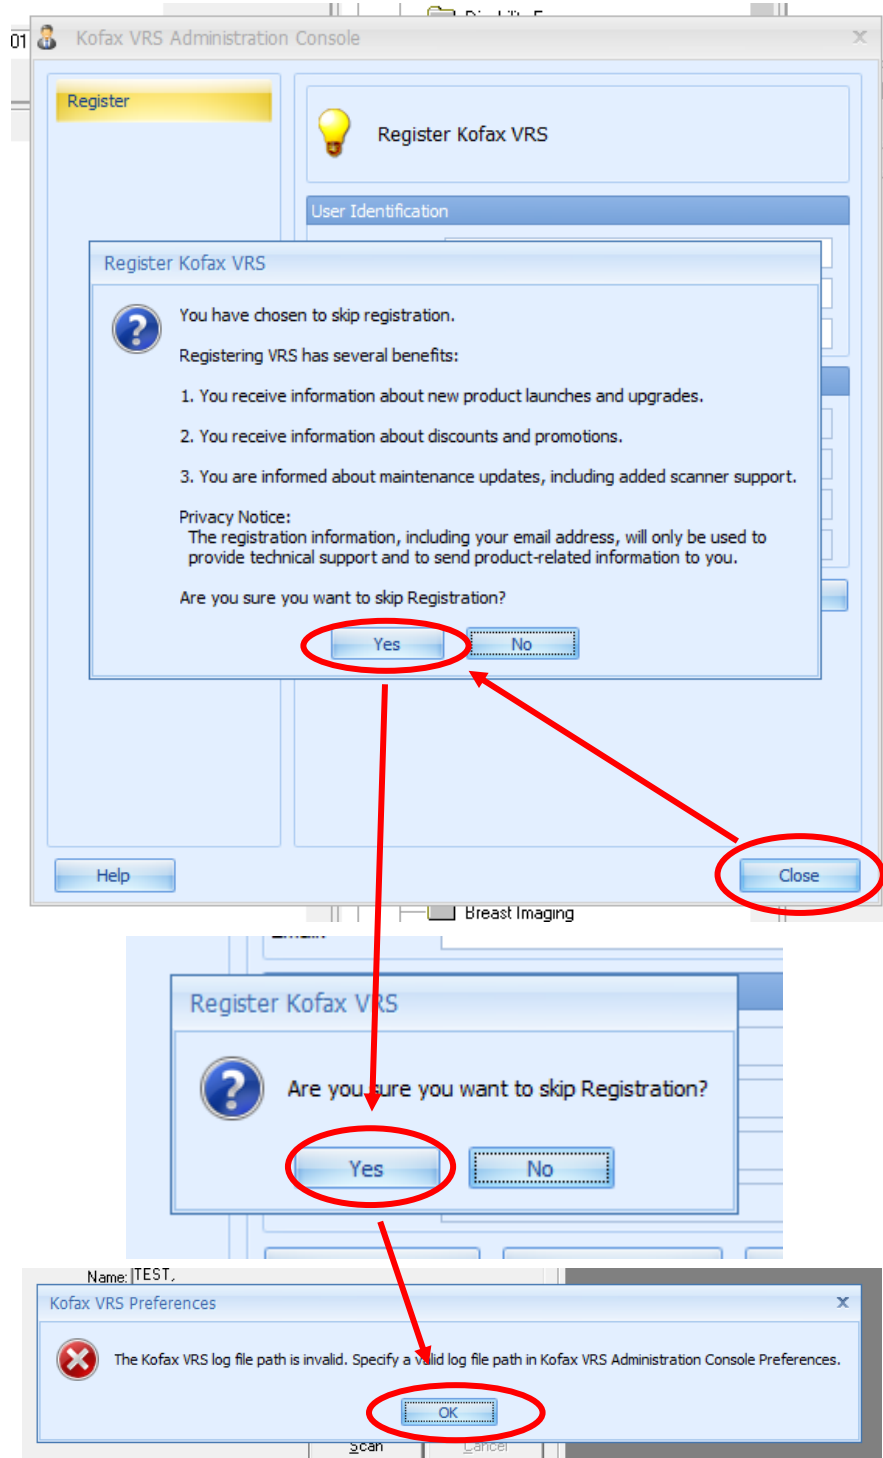 01
Kofax VRS Administration Console
x
Register
Register Kofax VRS
User Identification
Register Kofax VRS
You have chosen to skip registration.
Registering VRS has several benefits:
1. You receive information about new product launches and upgrades.
2. You receive information about discounts and promotions.
3. You are informed about maintenance updates, including added scanner support.
Privacy Notice:
The registration information, including your email address, will only be used to
provide technical support and to send product-related information to you.
Are you sure you want to skip Registration?
Yes No
Help Close
Breast Imaging
Register Kofax VRS
Are you sure you want to skip Registration?
Yes No
Name: TEST,
Kofax VRS Preferences x
The Kofax VRS log file path is invalid. Specify a valid log file path in Kofax VRS Administration Console Preferences.
OK
Scan Cancel